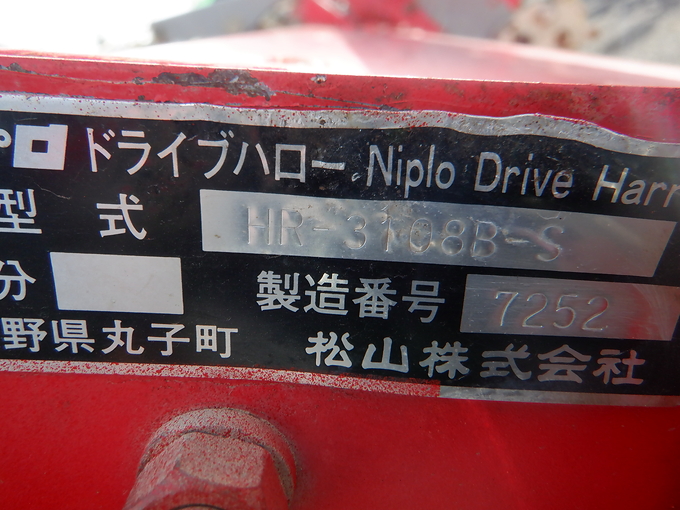 ロ ドライブハロー Niplo Drive Harr
型式 HR-3108B-S
分 製造番号 7252
野県丸子町 松山株式会社